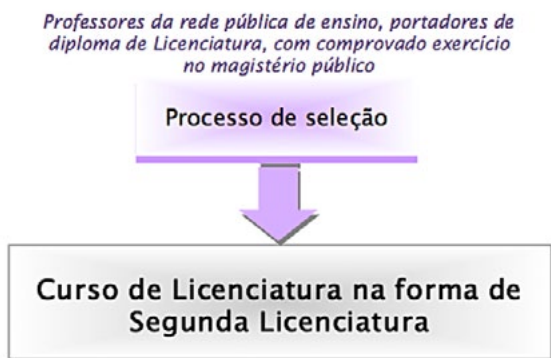 Professores da rede pública de ensino, portadores de
diploma de Licenciatura, com comprovado exercício
no magistério público
Processo de seleção
Curso de Licenciatura na forma de
Segunda Licenciatura